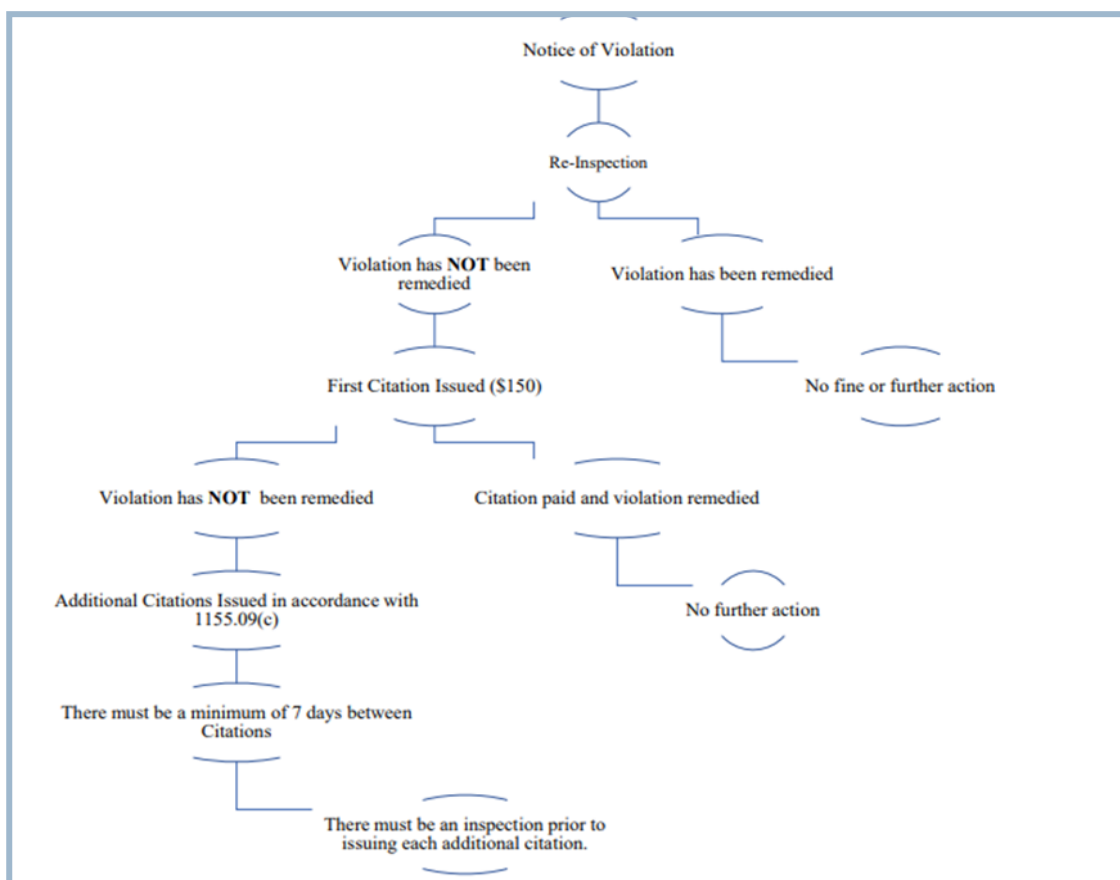 Notice of Violation
Re-Inspection
Violation has NOT been
remedied
Violation has been remedied
First Citation Issued ($150)
No fine or further action
Violation has NOT  been remedied
Citation paid and violation remedied
Additional Citations Issued in accordance with
1155.09(c)
No further action
There must be a minimum of 7 days between
Citations
There must be an inspection prior to
issuing each additional citation.